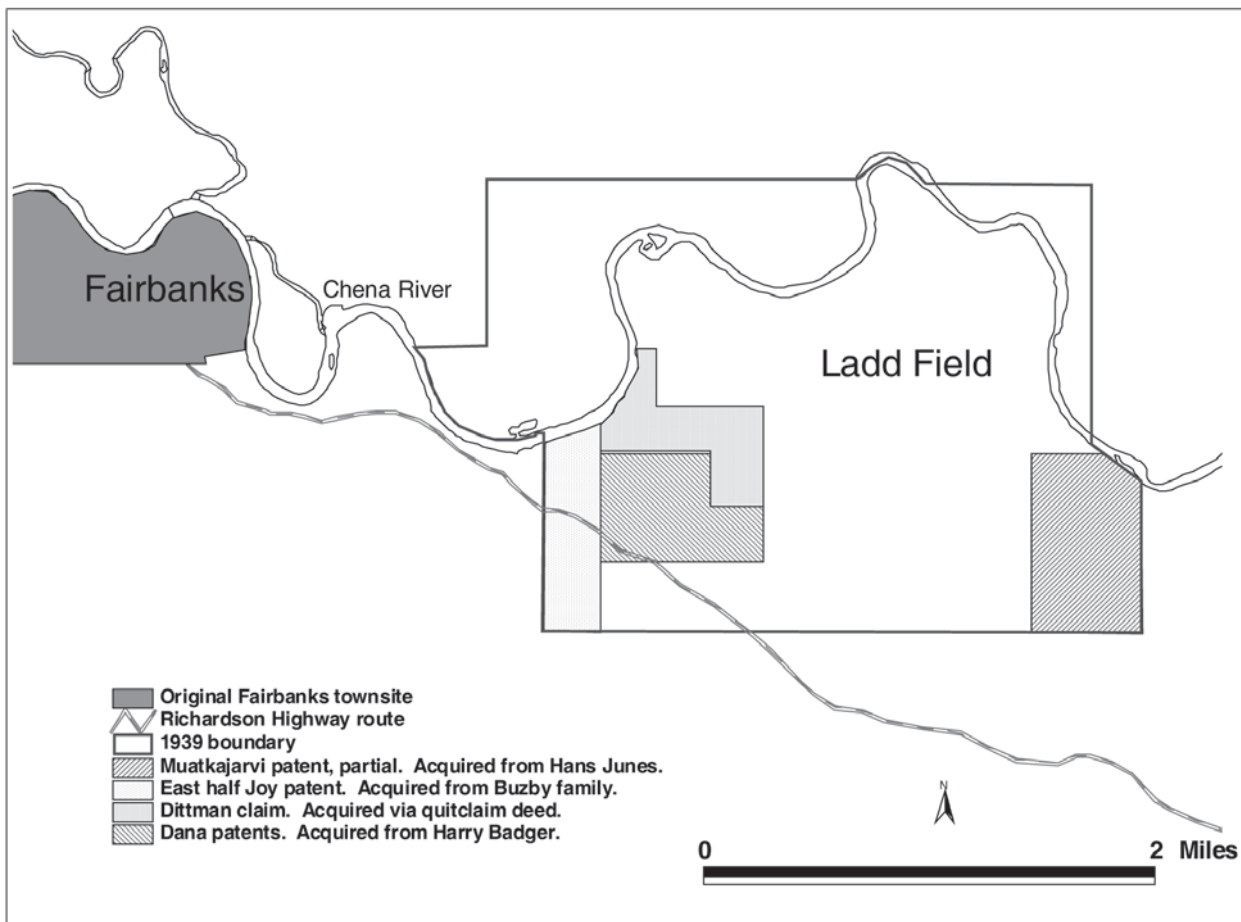 Fairbanks
Chena River
Ladd Field
Original Fairbanks townsite
Richardson Highway route
1939 boundary
Muatkajarvi patent, partial. Acquired from Hans Junes.
East half Joy patent. Acquired from Buzby family.
Dittman claim. Acquired via quitclaim deed.
Dana patents. Acquired from Harry Badger.
N
0 2 Miles